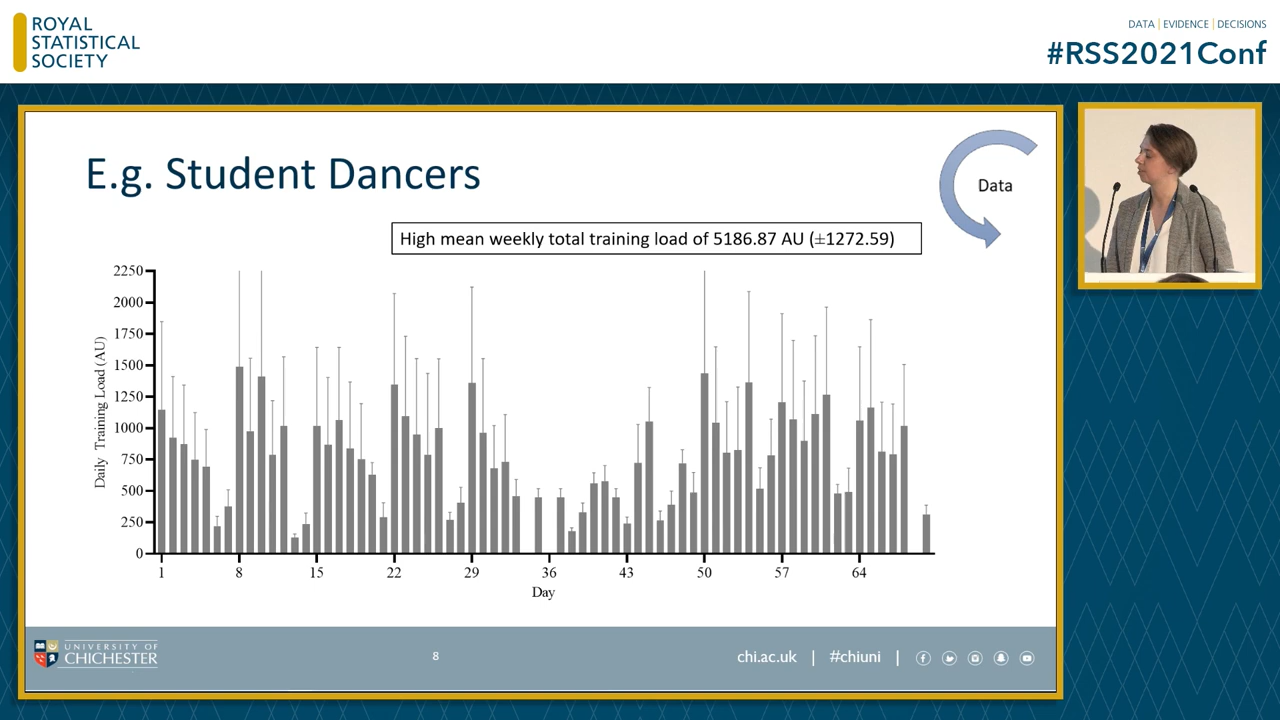 ROYAL
STATISTICAL
SOCIETY
DATA | EVIDENCE | DECISIONS
#RSS2021Conf
E.g. Student Dancers
Data
High mean weekly total training load of 5186.87 AU (±1272.59)
2250
2000
1750
1500
1250
1000
750
500
250
0
Daily Training Load (AU)
1 8 15 22 29 36 43 50 57 64
Day
UNIVERSITY OF
CHICHESTER
8
chi.ac.uk | #chiuni |